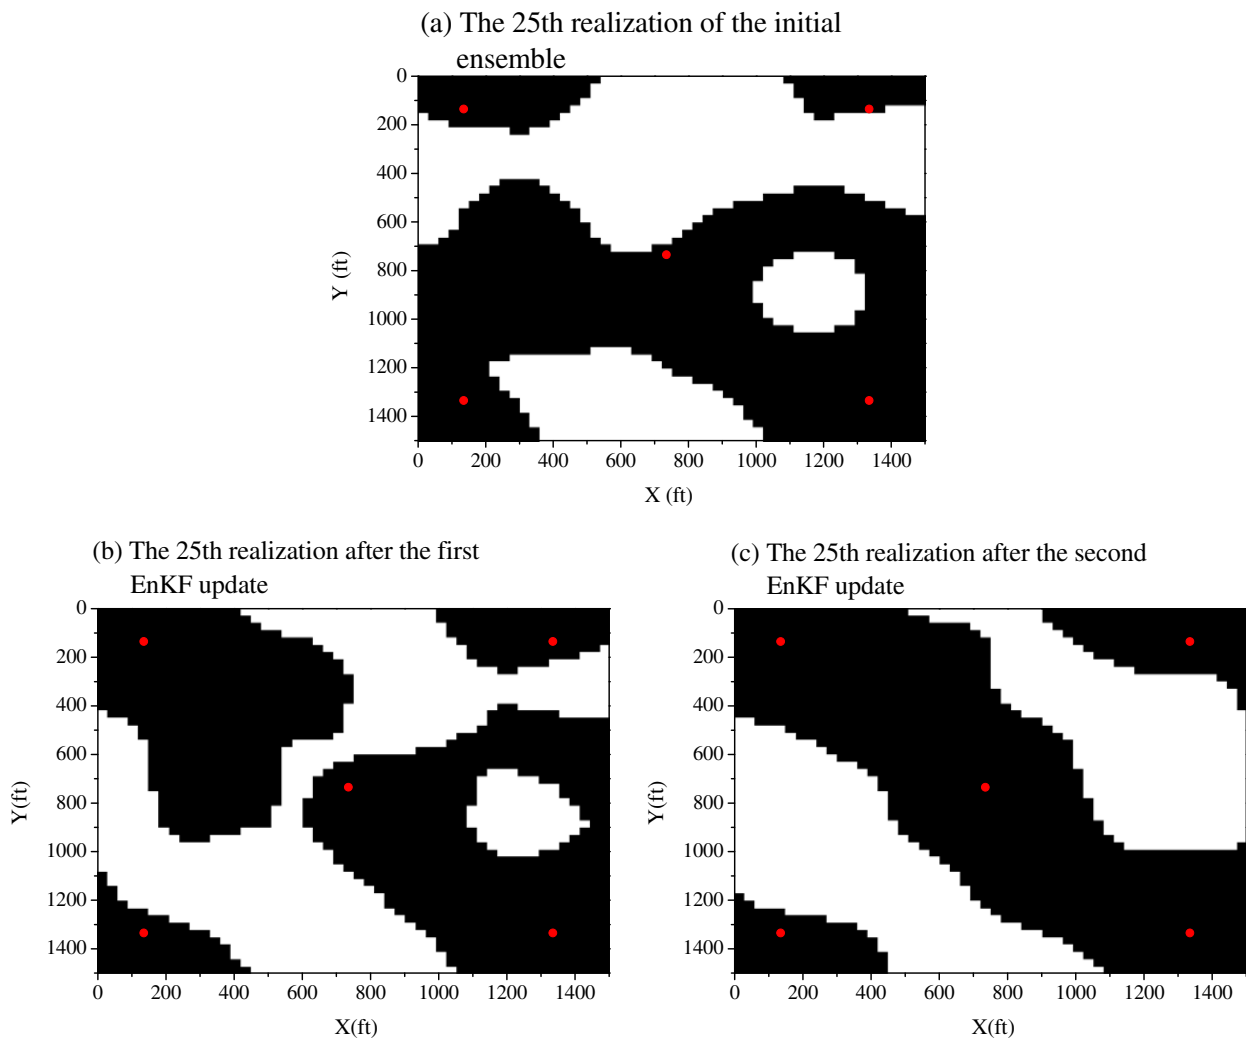 (a) The 25th realization of the initial
ensemble
0
200
400
600
800
1000
1200
1400
Y (ft)
0 200 400 600 800 1000 1200 1400
X (ft)
(b) The 25th realization after the first
EnKF update
0
200
400
600
800
1000
1200
1400
Y(ft)
0 200 400 600 800 1000 1200 1400
X(ft)
(c) The 25th realization after the second
EnKF update
0
200
400
600
800
1000
1200
1400
Y(ft)
0 200 400 600 800 1000 1200 1400
X(ft)